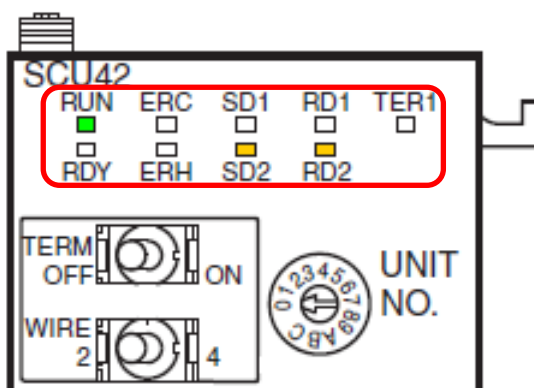 SCU42
RUN ERC SD1 RD1 TER1
RDY ERH SD2 RD2
TERM
OFF ON
UNIT
NO.
0123456789ABC
WIRE
2 4